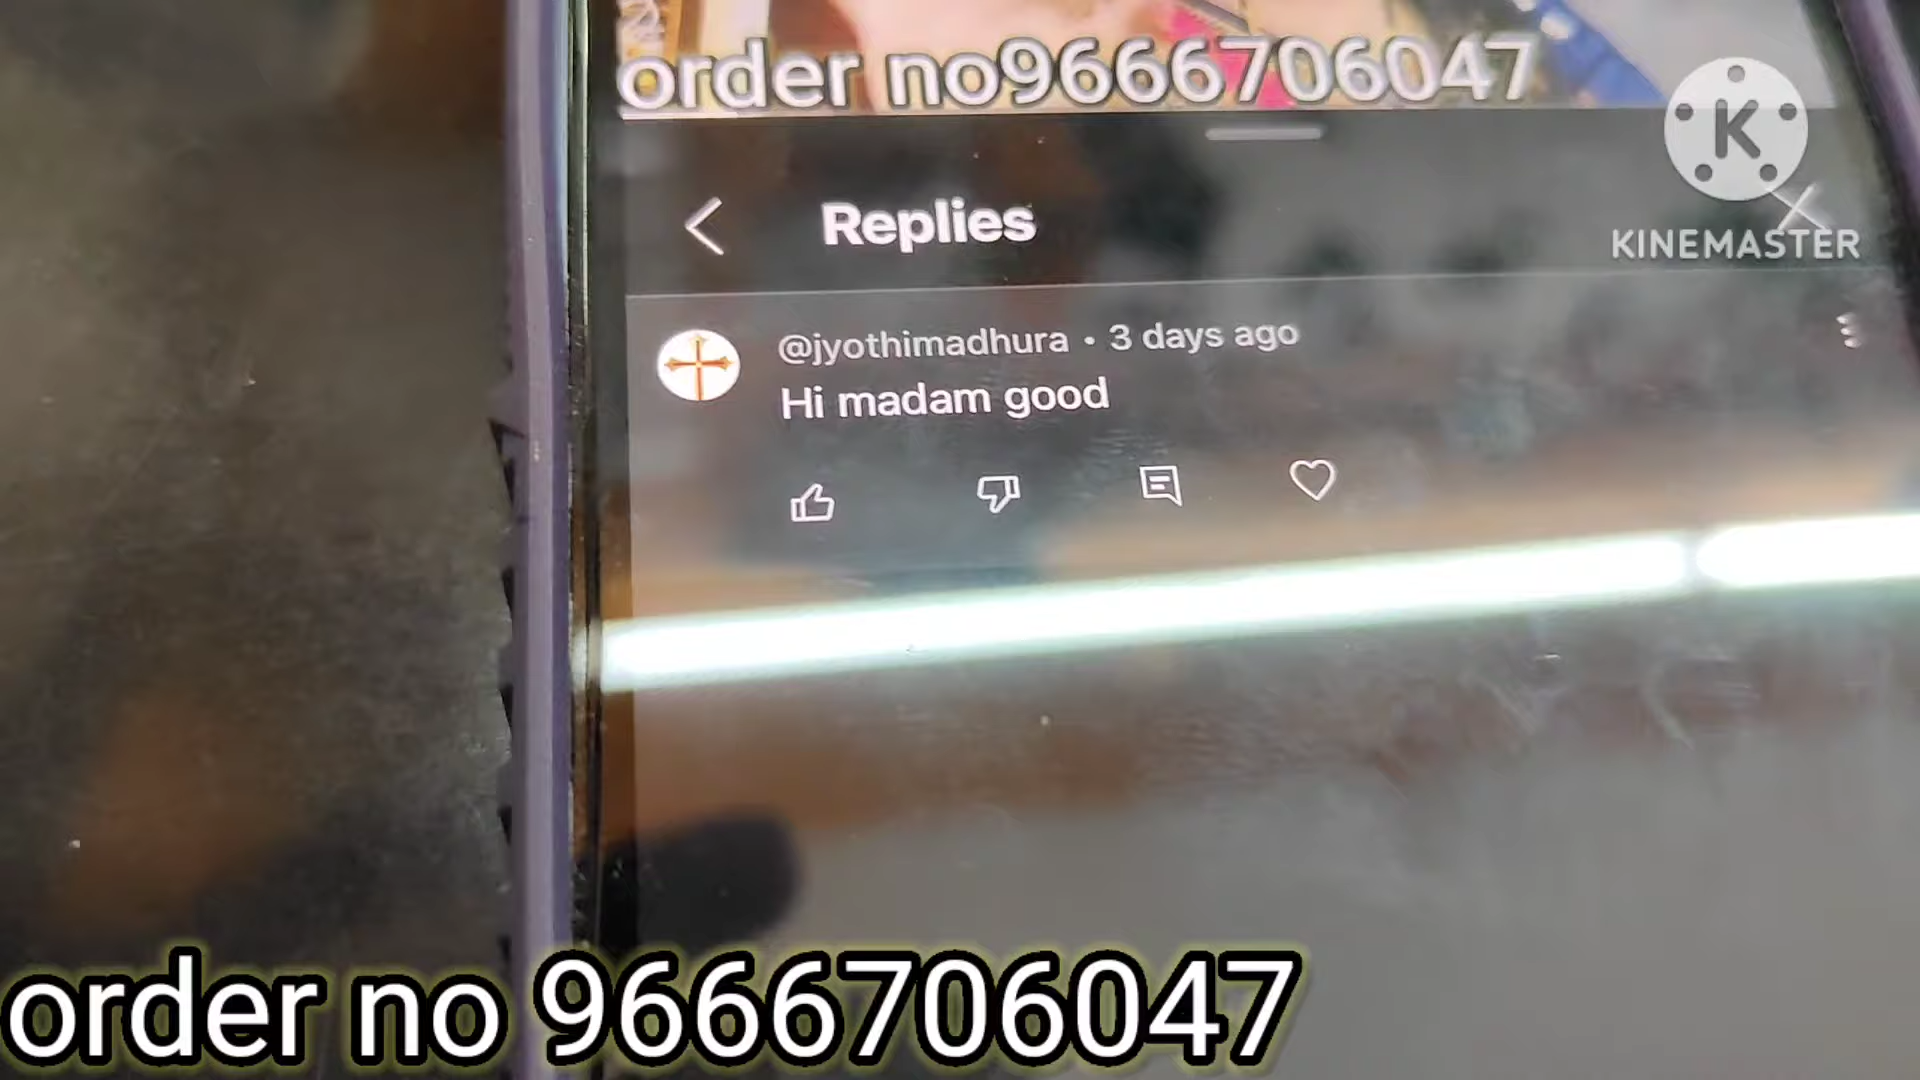 order no9666706047
K
KINEMASTER
Replies
@jyothimadhura • 3 days ago
Hi madam good
order no 9666706047